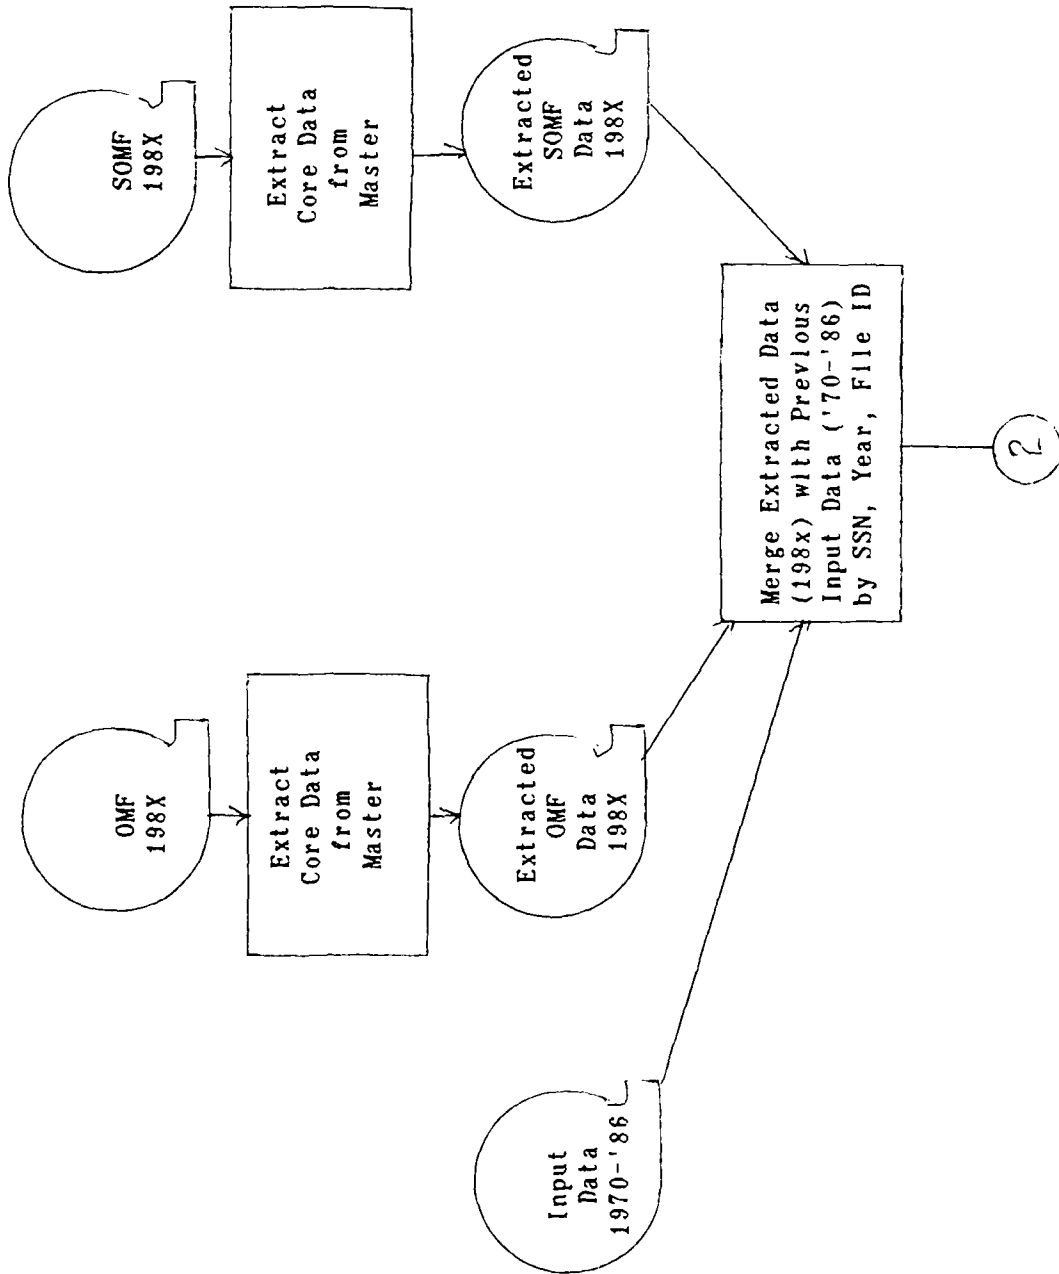 OMF
198X
SOMF
198X
Extract
Core Data
from
Master
Extract
Core Data
from
Master
Input
Data
1970-'86
Extracted
OMF
Data
198X
Extracted
SOMF
Data
198X
Merge Extracted Data
(198x) with Previous
Input Data ('70-'86)
by SSN, Year, File ID
2